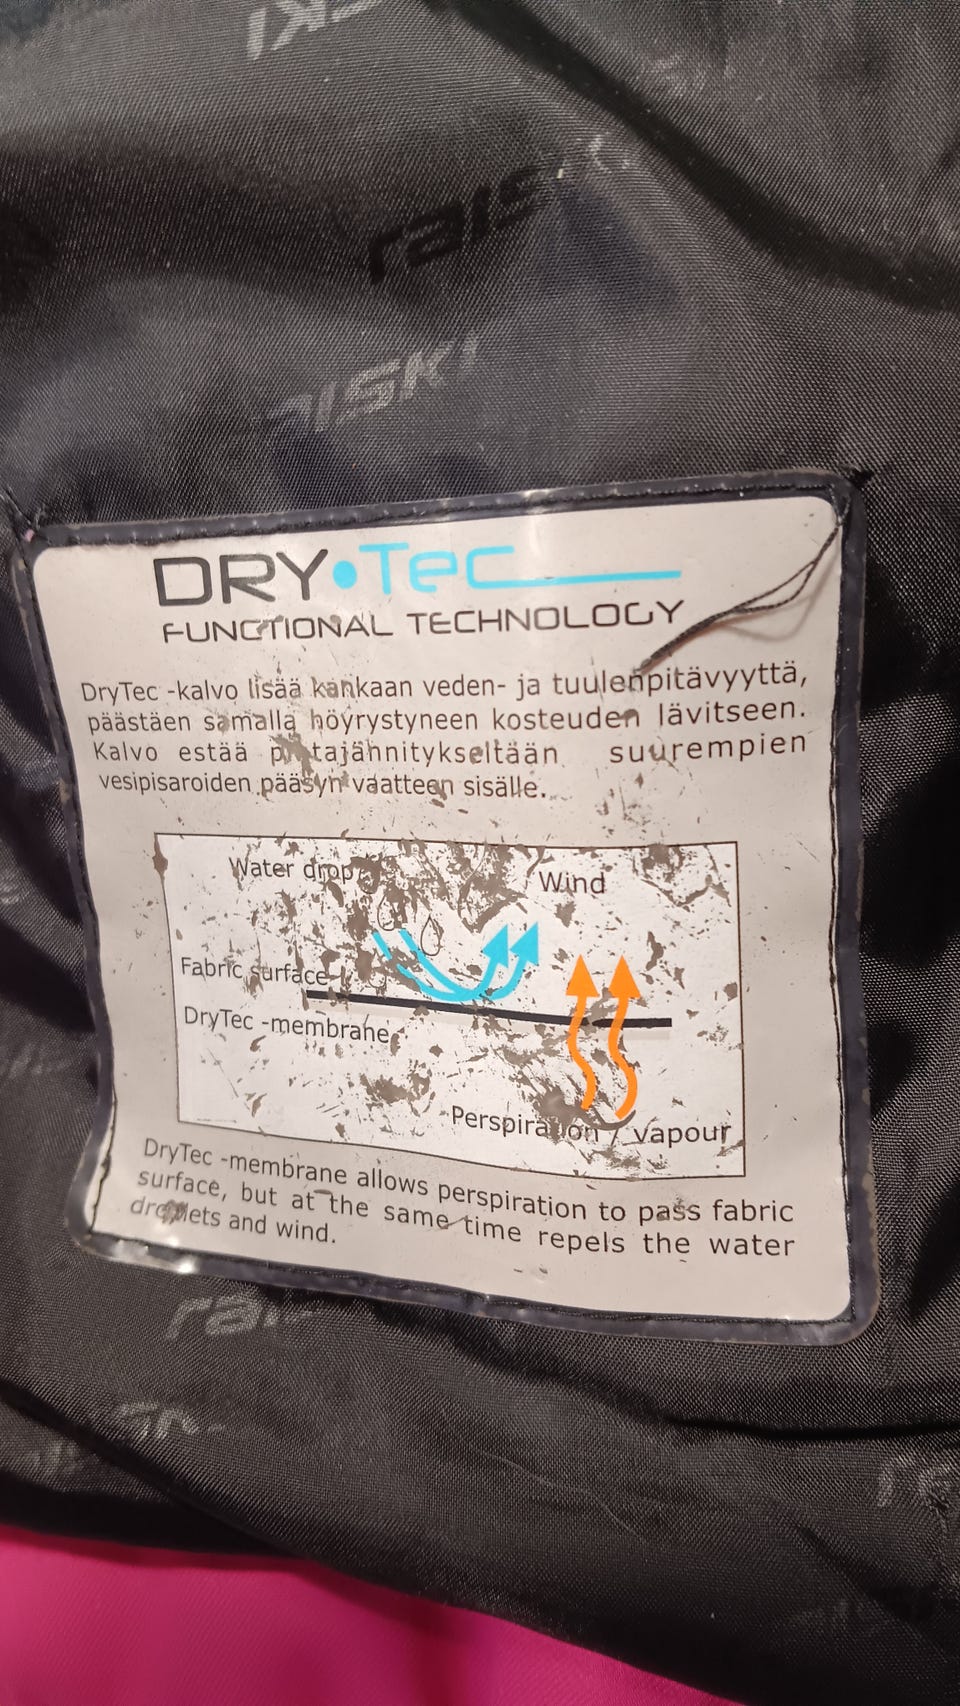 raisKi
raISKI
DRY•Tec
FUNCTIONAL TECHNOLOGY
DryTec -kalvo lisää kankaan veden- ja tuulenpitävyyttä,
päästäen samalla höyrystyneen kosteuden lävitseen.
Kalvo estää pintajännitykseltään suurempien
vesipisaroiden pääsyn vaatteen sisälle.
Water drop
Wind
Fabric surface
DryTec -membrane
Perspiration / vapour
DryTec -membrane allows perspiration to pass fabric
surface, but at the same time repels the water
droplets and wind.